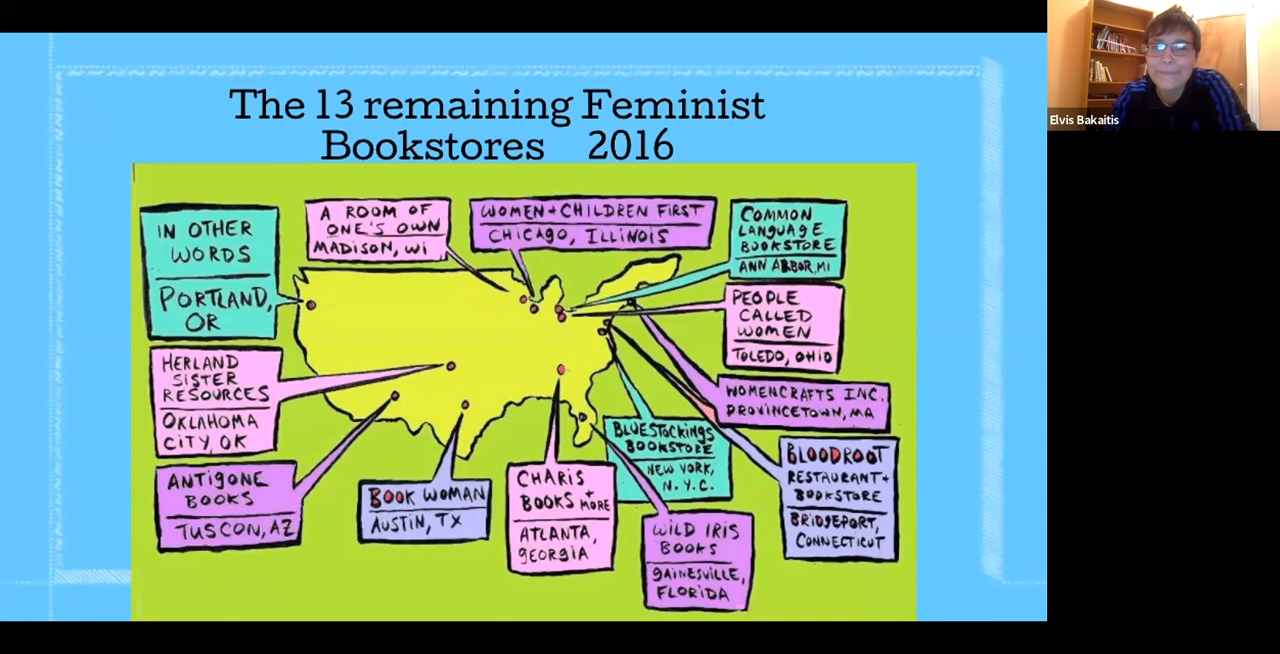 The 13 remaining Feminist
Bookstores 2016
Elvis Bakaitis
IN OTHER
WORDS
PORTLAND,
OR
A ROOM OF
ONE'S OWN
MADISON, WI
WOMEN + CHILDREN FIRST
CHICAGO, ILLINOIS
COMMON
LANGUAGE
BOOKSTORE
ANN ARBOR, MI
PEOPLE
CALLED
WOMEN
TOLEDO, OHIO
HERLAND
SISTER
RESOURCES
OKLAHOMA
CITY, OK
WOMENCRAFTS INC.
PROVINCETOWN, MA
ANTIGONE
BOOKS
TUSCON, AZ
BOOK WOMAN
AUSTIN, TX
CHARIS
BOOKS + MORE
ATLANTA,
GEORGIA
BLUESTOCKINGS
BOOKSTORE
NEW YORK,
N.Y.C.
WILD IRIS
BOOKS
GAINESVILLE,
FLORIDA
BLOODROOT
RESTAURANT +
BOOKSTORE
BRIDGEPORT,
CONNECTICUT